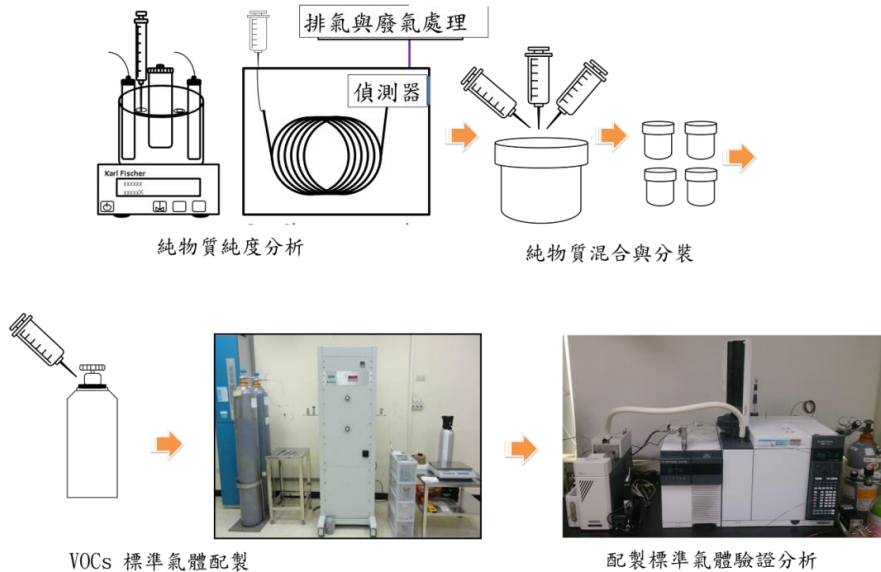 排氣與廢氣處理
偵測器
Karl Fischer
xxxxxx
xxxxxX
純物質純度分析
純物質混合與分裝
VOCs 標準氣體配製
配製標準氣體驗證分析